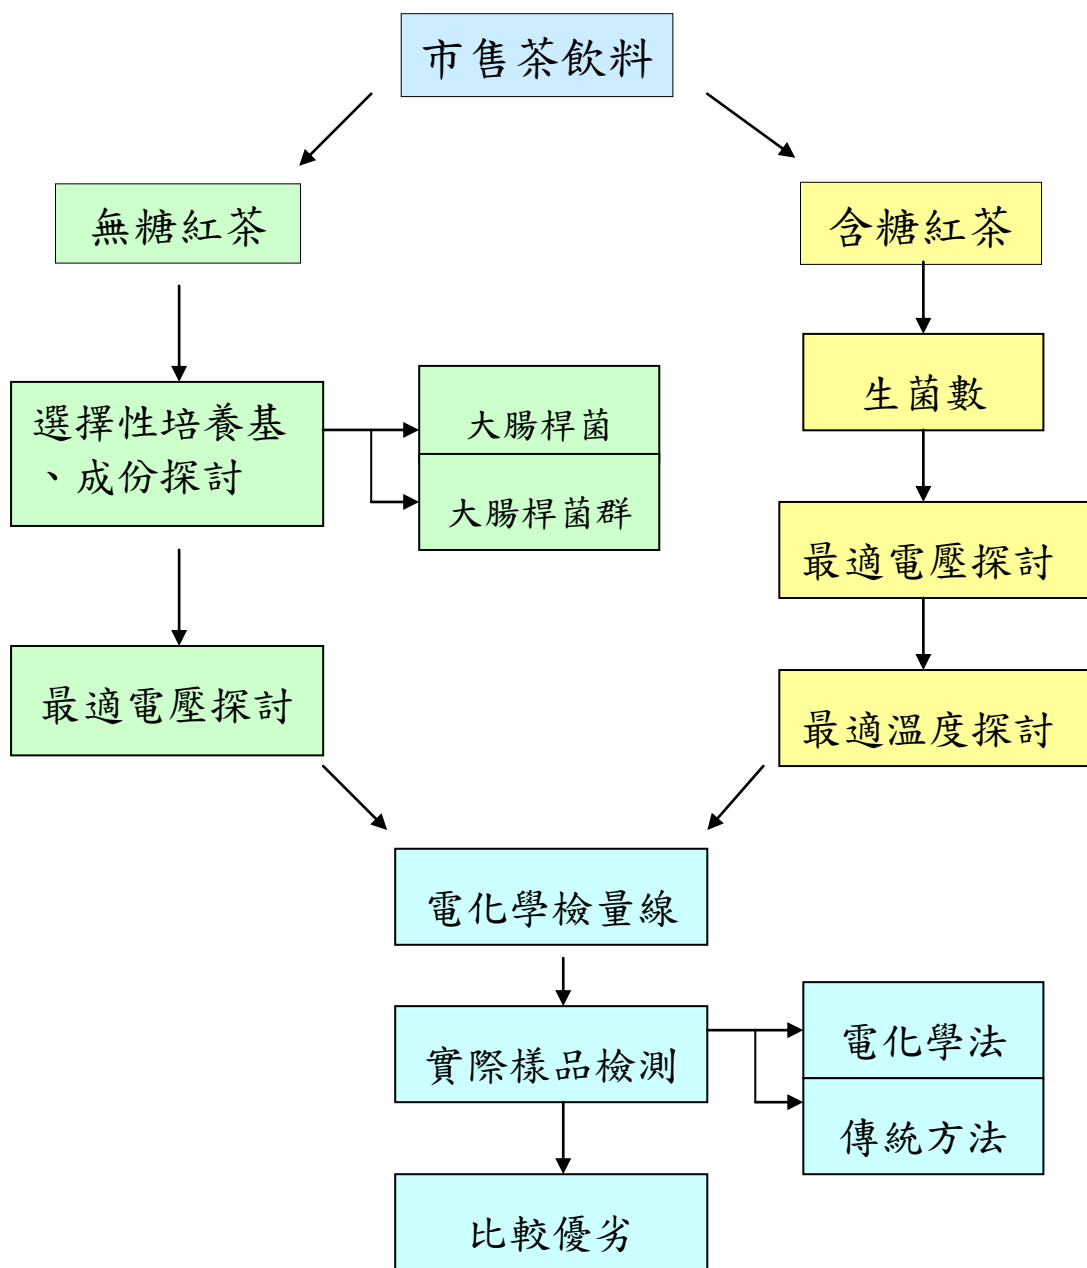 市售茶飲料
無糖紅茶
含糖紅茶
生菌數
選擇性培養基
、成份探討
大腸桿菌
大腸桿菌群
最適電壓探討
最適電壓探討
最適溫度探討
電化學檢量線
實際樣品檢測
電化學法
傳統方法
比較優劣